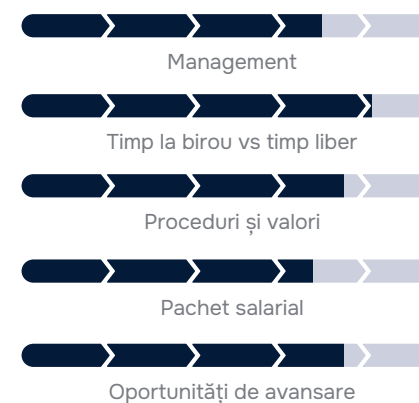 Management
Timp la birou vs timp liber
Proceduri și valori
Pachet salarial
Oportunități de avansare